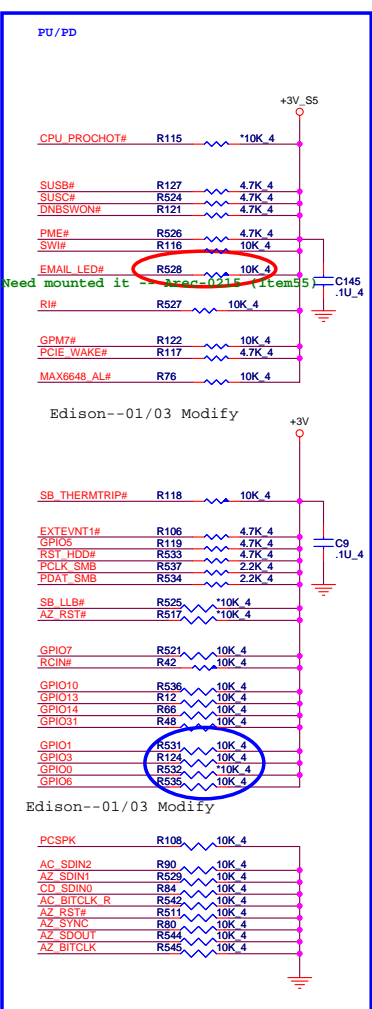 PU/PD
+3V_S5
CPU_PROCHOT# R115 *10K_4
SUSB# R127 4.7K_4
SUSC# R524 4.7K_4
DNBSWON# R121 4.7K_4
PME# R526 4.7K_4
SWI# R116 10K_4
EMAIL_LED# R528 10K_4
Need mounted it -- Arec-0215 (item55)
C145
.1U_4
RI# R527 10K_4
GPM7# R122 10K_4
PCIE_WAKE# R117 4.7K_4
MAX6648_AL# R76 10K_4
Edison--01/03 Modify
+3V
SB_THERMTRIP# R118 10K_4
EXTEVNT1# R106 4.7K_4
GPIO5 R119 4.7K_4
RST_HDD# R533 4.7K_4
PCLK_SMB R537 2.2K_4
PDAT_SMB R534 2.2K_4
C9
.1U_4
SB_LLB# R525 *10K_4
AZ_RST# R517 *10K_4
GPIO7 R521 10K_4
RCIN# R42 10K_4
GPIO10 R536 10K_4
GPIO13 R12 10K_4
GPIO14 R66 10K_4
GPIO31 R48 10K_4
GPIO1 R531 10K_4
GPIO3 R124 10K_4
GPIO0 R532 *10K_4
GPIO6 R535 10K_4
Edison--01/03 Modify
PCSPK R108 10K_4
AC_SDIN2 R90 10K_4
AZ_SDIN1 R529 10K_4
CD_SDIN0 R84 10K_4
AC_BITCLK_R R542 10K_4
AZ_RST# R511 10K_4
AZ_SYNC R80 10K_4
AZ_SDOUT R544 10K_4
AZ_BITCLK R545 10K_4